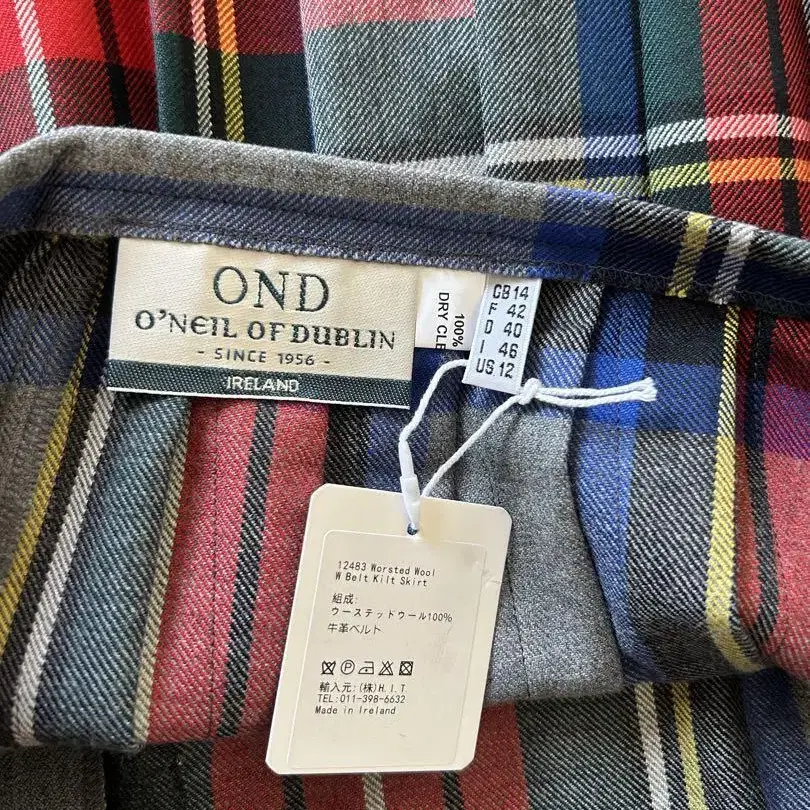 OND
O'NEIL OF DUBLIN
- SINCE 1956 -
IRELAND
100%
DRY CLE
GB 14
F 42
D 40
I 46
US 12
12483 Worsted Wool
W Belt Kilt Skirt
組成:
ウーステッドウール100%
牛革ベルト
輸入元:(株)H.I.T.
TEL:011-398-6632
Made in Ireland